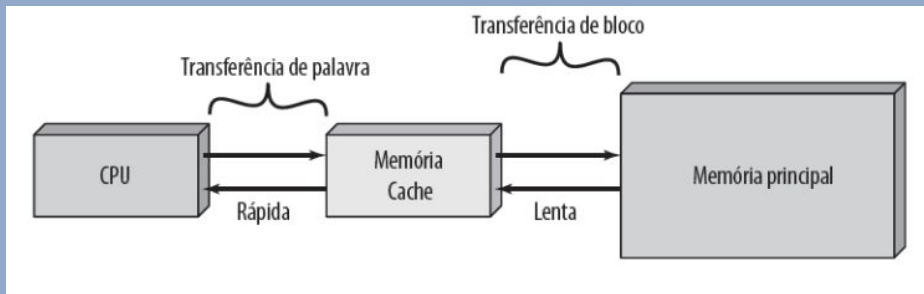 Transferência de bloco
Transferência de palavra
CPU
Memória
Cache
Memória principal
Rápida
Lenta